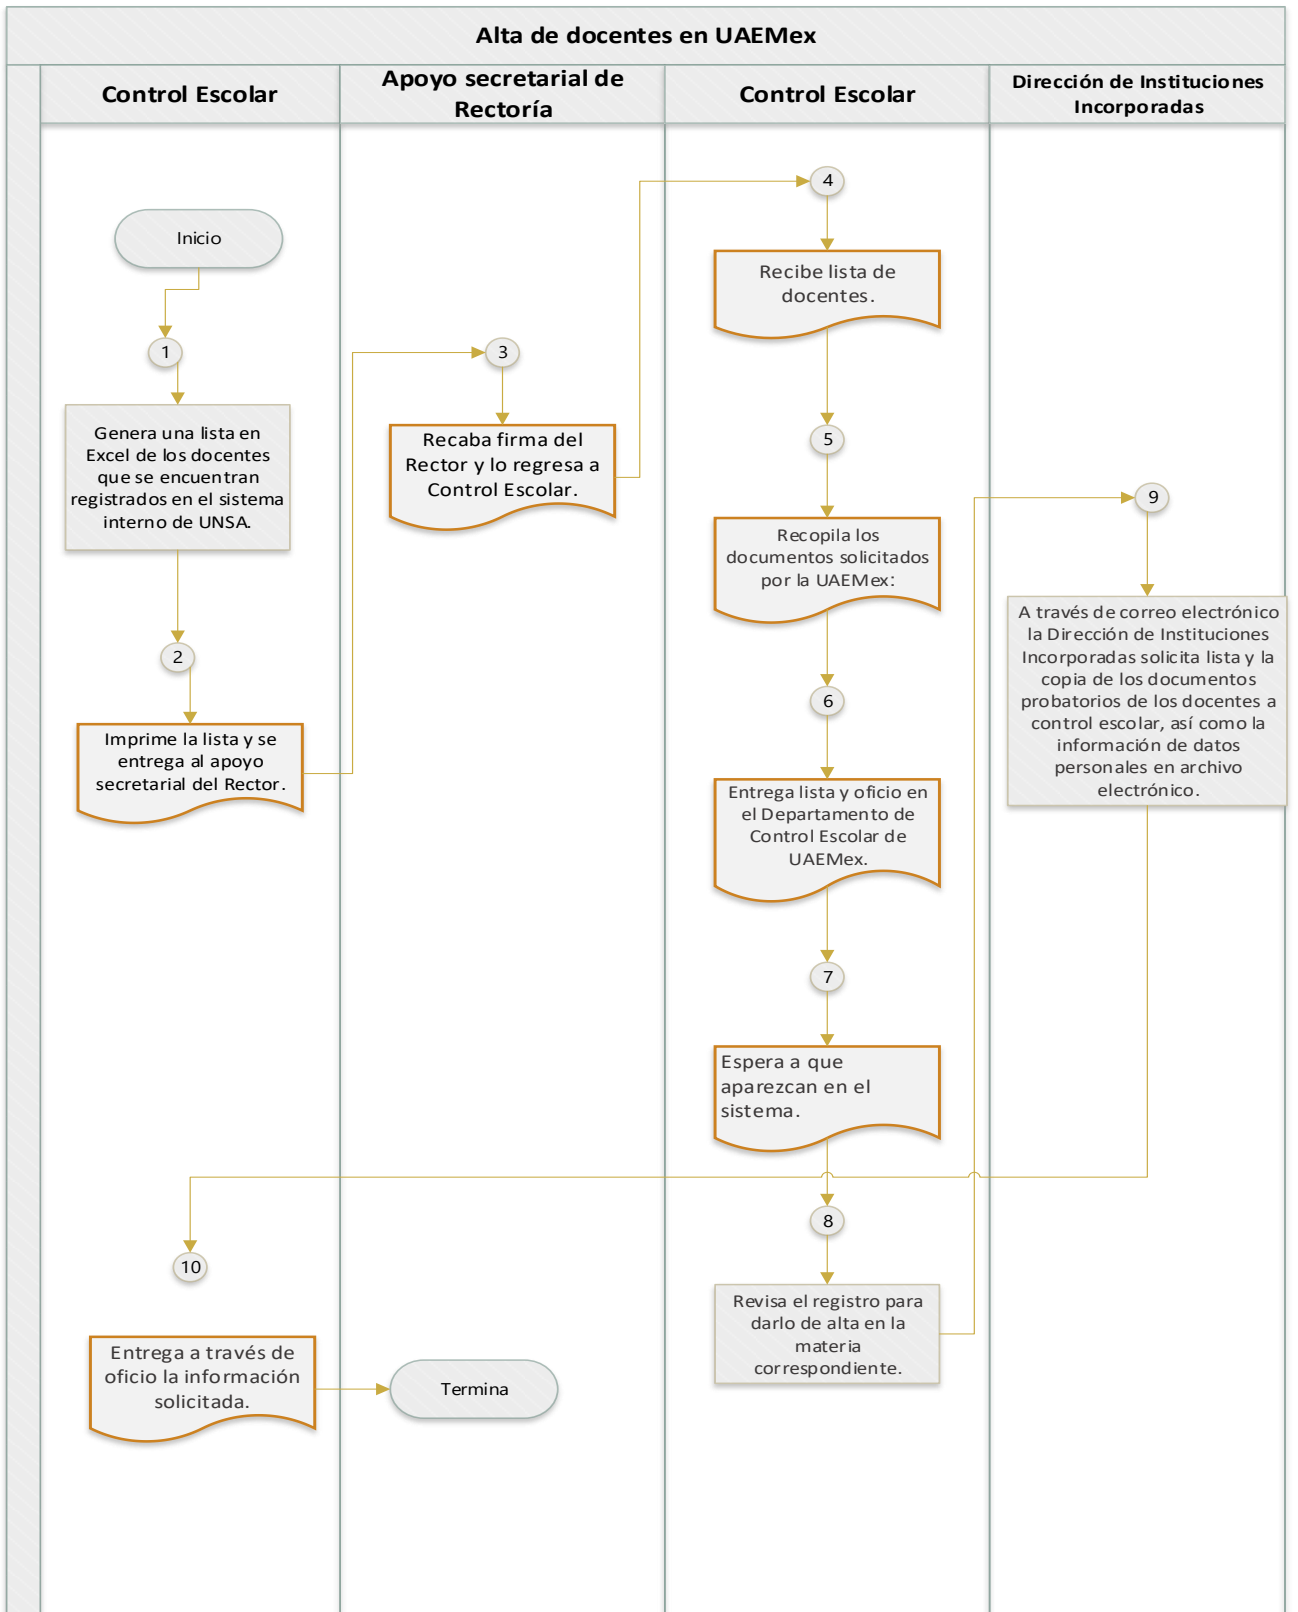 Alta de docentes en UAEMex
Control Escolar
Apoyo secretarial de
Rectoría
Control Escolar
Dirección de Instituciones
Incorporadas
Inicio
1
Genera una lista en
Excel de los docentes
que se encuentran
registrados en el sistema
interno de UNSA.
2
Imprime la lista y se
entrega al apoyo
secretarial del Rector.
3
Recaba firma del
Rector y lo regresa a
Control Escolar.
4
Recibe lista de
docentes.
5
Recopila los
documentos solicitados
por la UAEMex:
6
Entrega lista y oficio en
el Departamento de
Control Escolar de
UAEMex.
7
Espera a que
aparezcan en el
sistema.
8
Revisa el registro para
darlo de alta en la
materia
correspondiente.
9
A través de correo electrónico
la Dirección de Instituciones
Incorporadas solicita lista y la
copia de los documentos
probatorios de los docentes a
control escolar, así como la
información de datos
personales en archivo
electrónico.
10
Entrega a través de
oficio la información
solicitada.
Termina